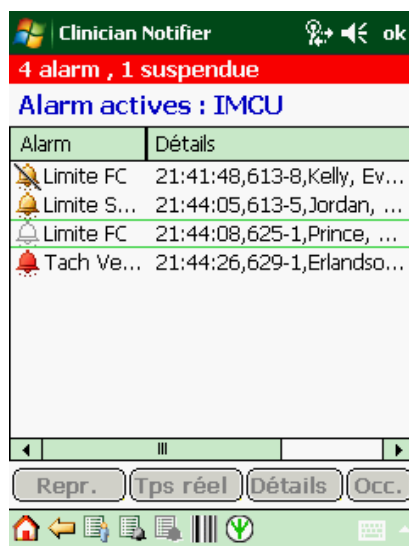 Clinician Notifier ok
4 alarm , 1 suspendue
Alarm actives : IMCU
Alarm Détails
Limite FC 21:41:48,613-8,Kelly, Ev...
Limite S... 21:44:05,613-5,Jordan, ...
Limite FC 21:44:08,625-1,Prince, ...
Tach Ve... 21:44:26,629-1,Erlandso...
Repr. Tps réel Détails Occ.